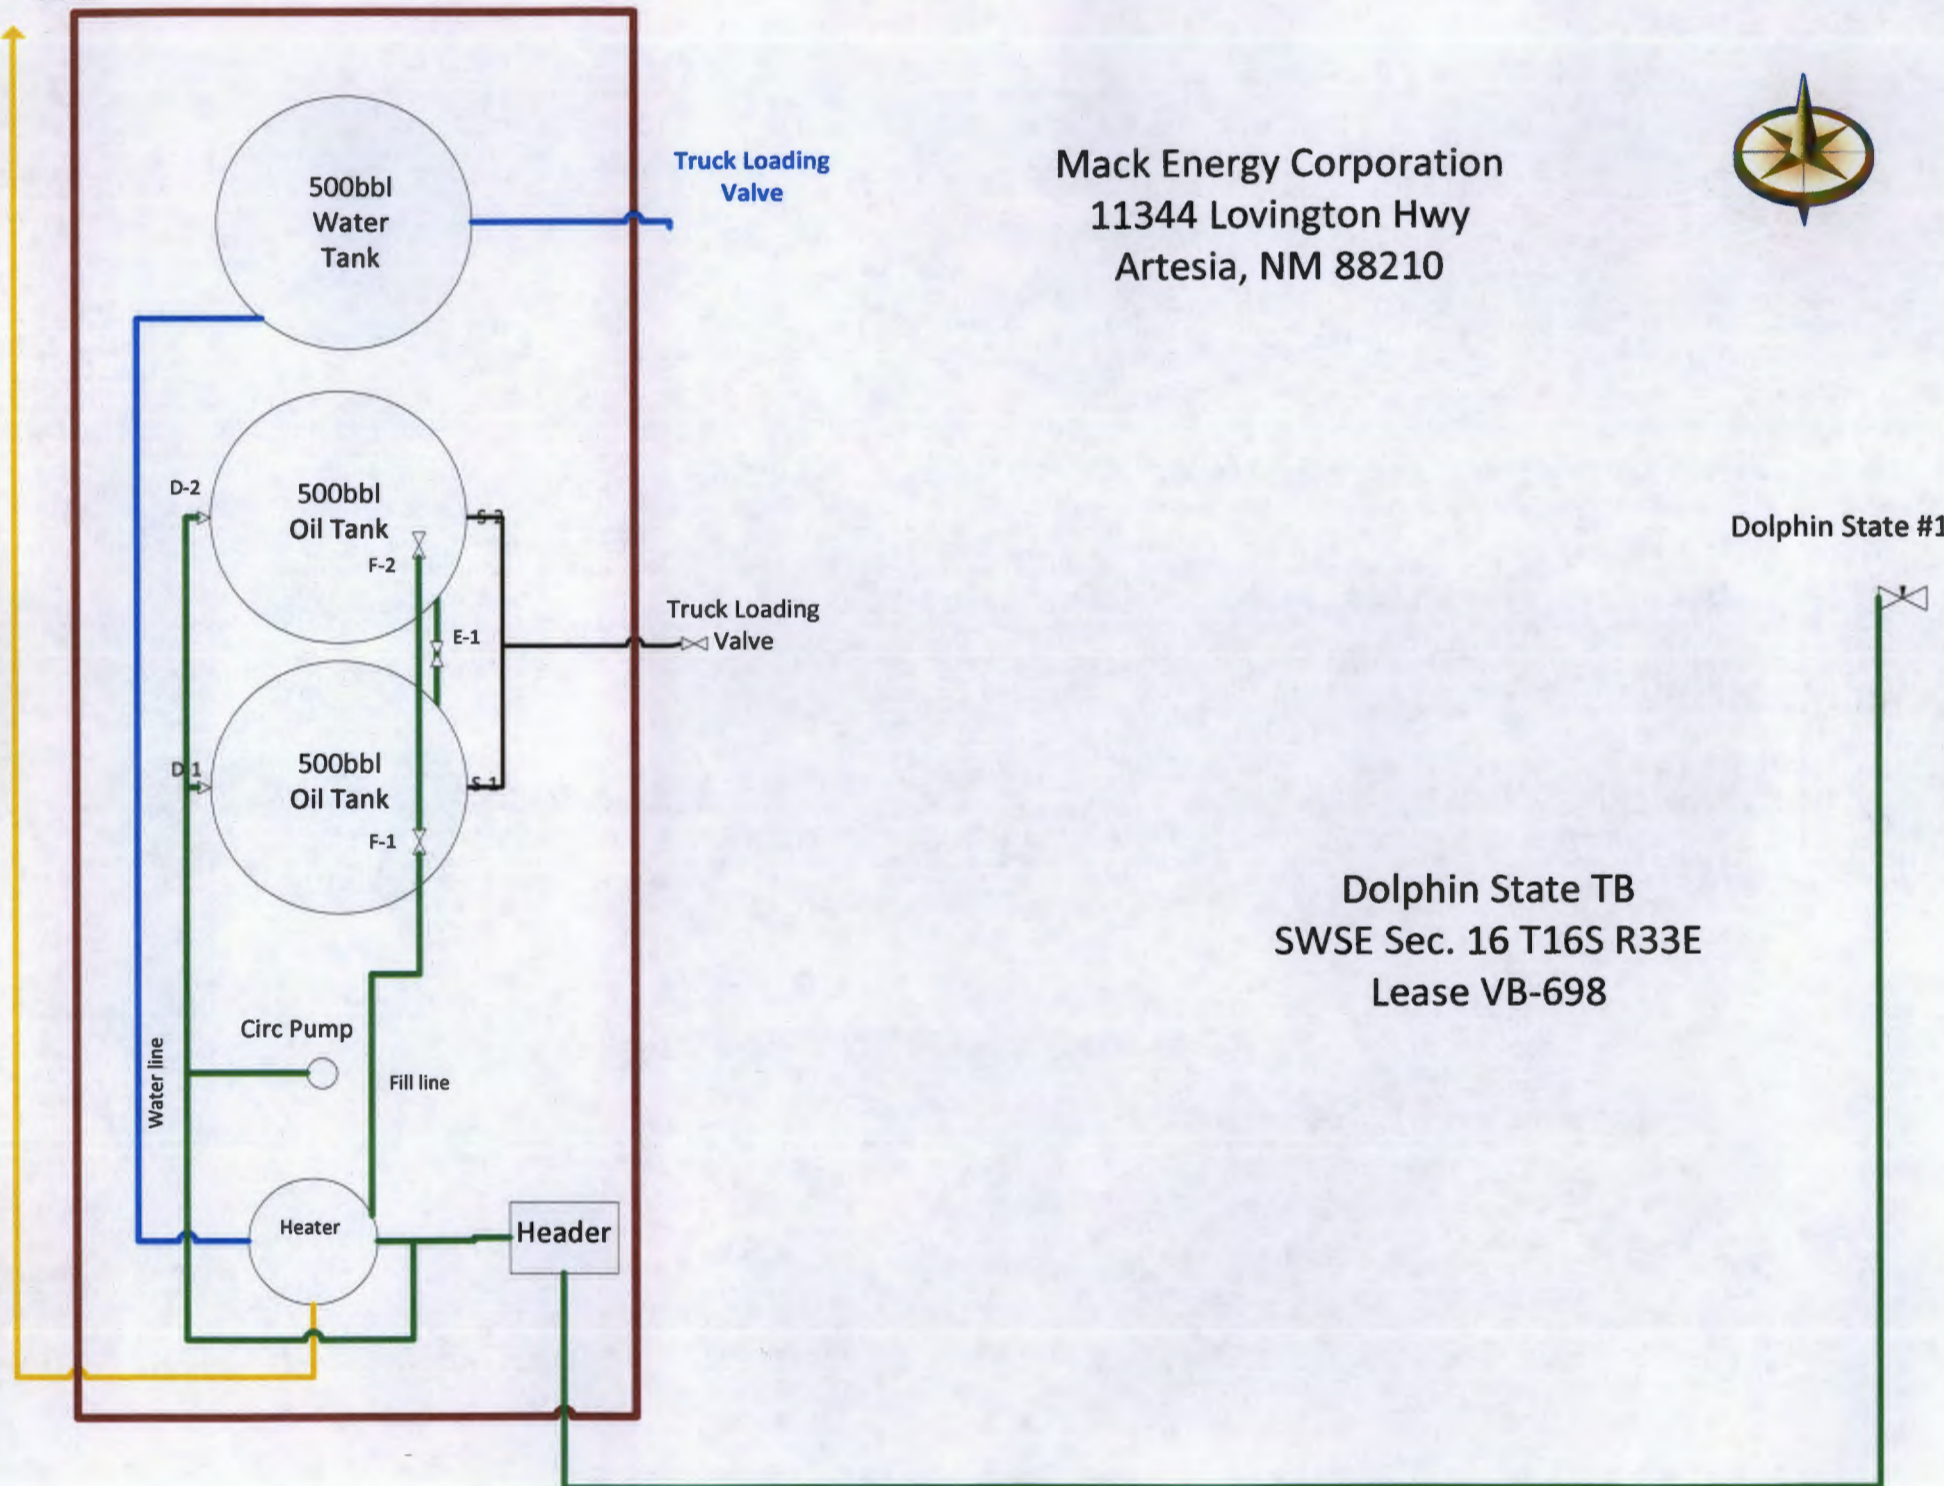 500bbl
Water
Tank
Truck Loading
Valve
Mack Energy Corporation
11344 Lovington Hwy
Artesia, NM 88210
D-2
500bbl
Oil Tank
S-2
F-2
E-1
Truck Loading
Valve
Dolphin State #1
D-1
500bbl
Oil Tank
S-1
F-1
Dolphin State TB
SWSE Sec. 16 T16S R33E
Lease VB-698
Circ Pump
Water line
Fill line
Heater
Header